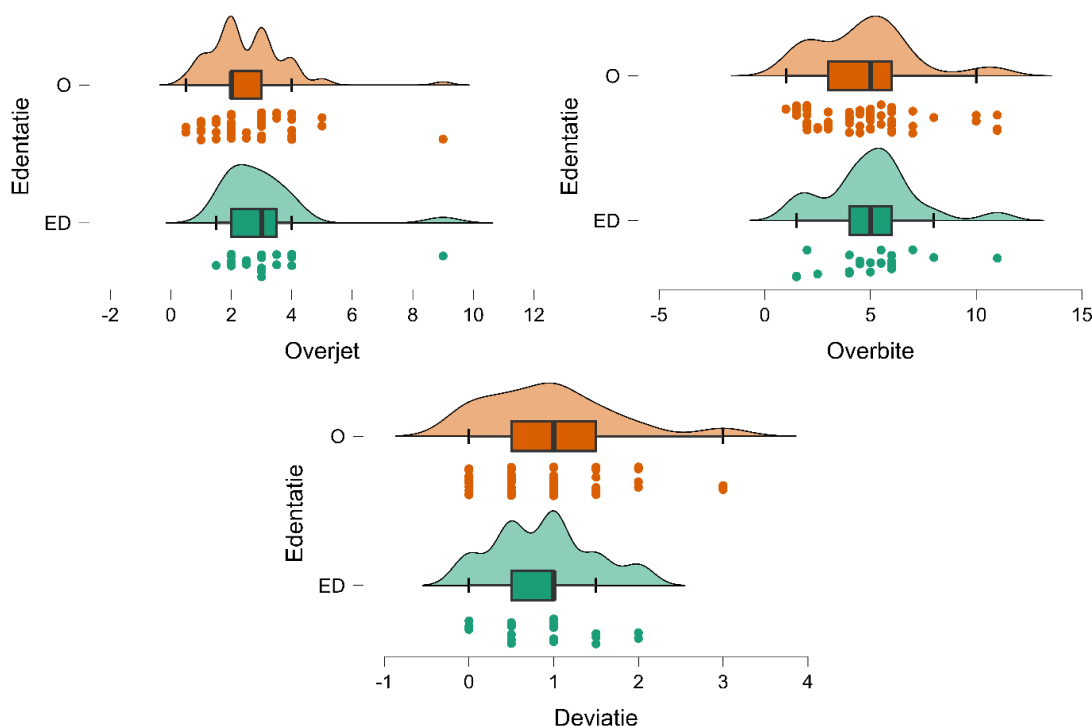 Edentatie
O
ED
-2 0 2 4 6 8 10 12
Overjet
Edentatie
O
ED
-5 0 5 10 15
Overbite
Edentatie
O
ED
-1 0 1 2 3 4
Deviatie